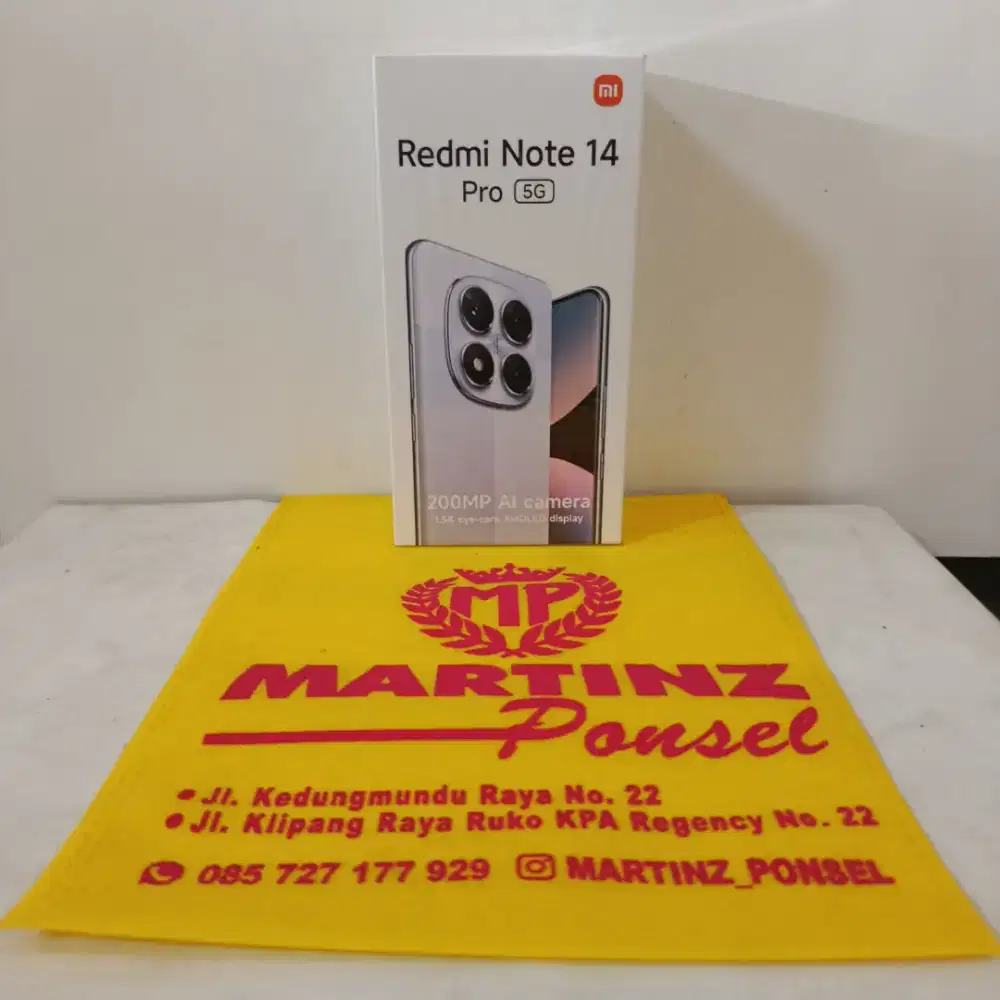 mi
Redmi Note 14
Pro 5G
200MP AI camera
1.5K eye-care AMOLED display
MP
MARTINZ
Ponsel
• Jl. Kedungmundu Raya No. 22
• Jl. Klipang Raya Ruko KPA Regency No. 22
085 727 177 929 MARTINZ_PONSEL